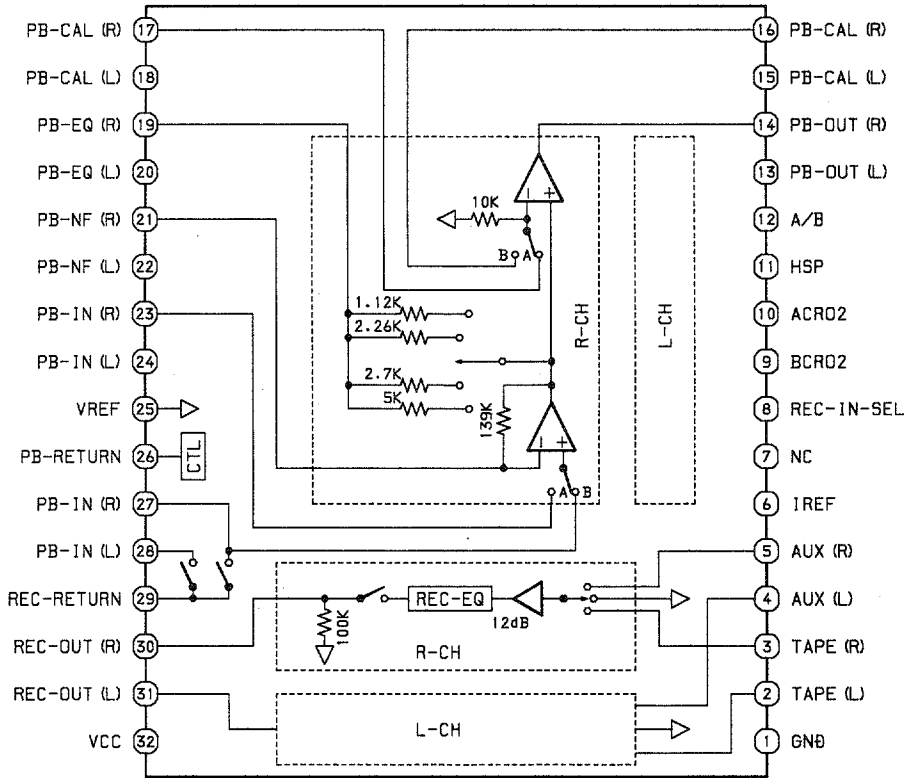 PB-CAL (R) 17
PB-CAL (L) 18
PB-EQ (R) 19
PB-EQ (L) 20
PB-NF (R) 21
PB-NF (L) 22
PB-IN (R) 23
PB-IN (L) 24
VREF 25
PB-RETURN 26
PB-IN (R) 27
PB-IN (L) 28
REC-RETURN 29
REC-OUT (R) 30
REC-OUT (L) 31
VCC 32
CTL
10K
B A
1.12K
2.26K
2.7K
5K
139K
A B
- +
- +
R-CH
L-CH
100K
REC-EQ
12dB
R-CH
L-CH
16 PB-CAL (R)
15 PB-CAL (L)
14 PB-OUT (R)
13 PB-OUT (L)
12 A/B
11 HSP
10 ACRO2
9 BCRO2
8 REC-IN-SEL
7 NC
6 IREF
5 AUX (R)
4 AUX (L)
3 TAPE (R)
2 TAPE (L)
1 GND